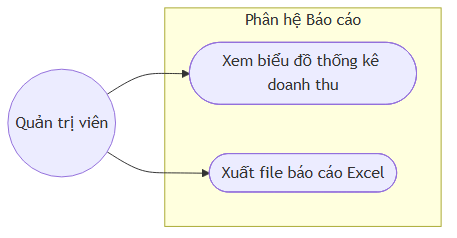 Phân hệ Báo cáo
Xem biểu đồ thống kê
doanh thu
Quản trị viên
Xuất file báo cáo Excel